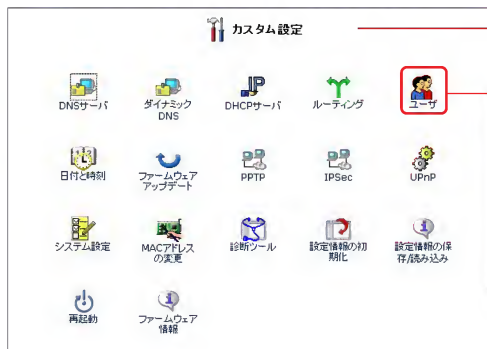 カスタム設定
DNSサーバ
ダイナミック
DNS
DHCPサーバ
ルーティング
ユーザ
日付と時刻
ファームウェア
アップデート
PPTP
IPSec
UPnP
システム設定
MACアドレス
の変更
診断ツール
設定情報の初
期化
設定情報の保
存/読み込み
再起動
ファームウェア
情報